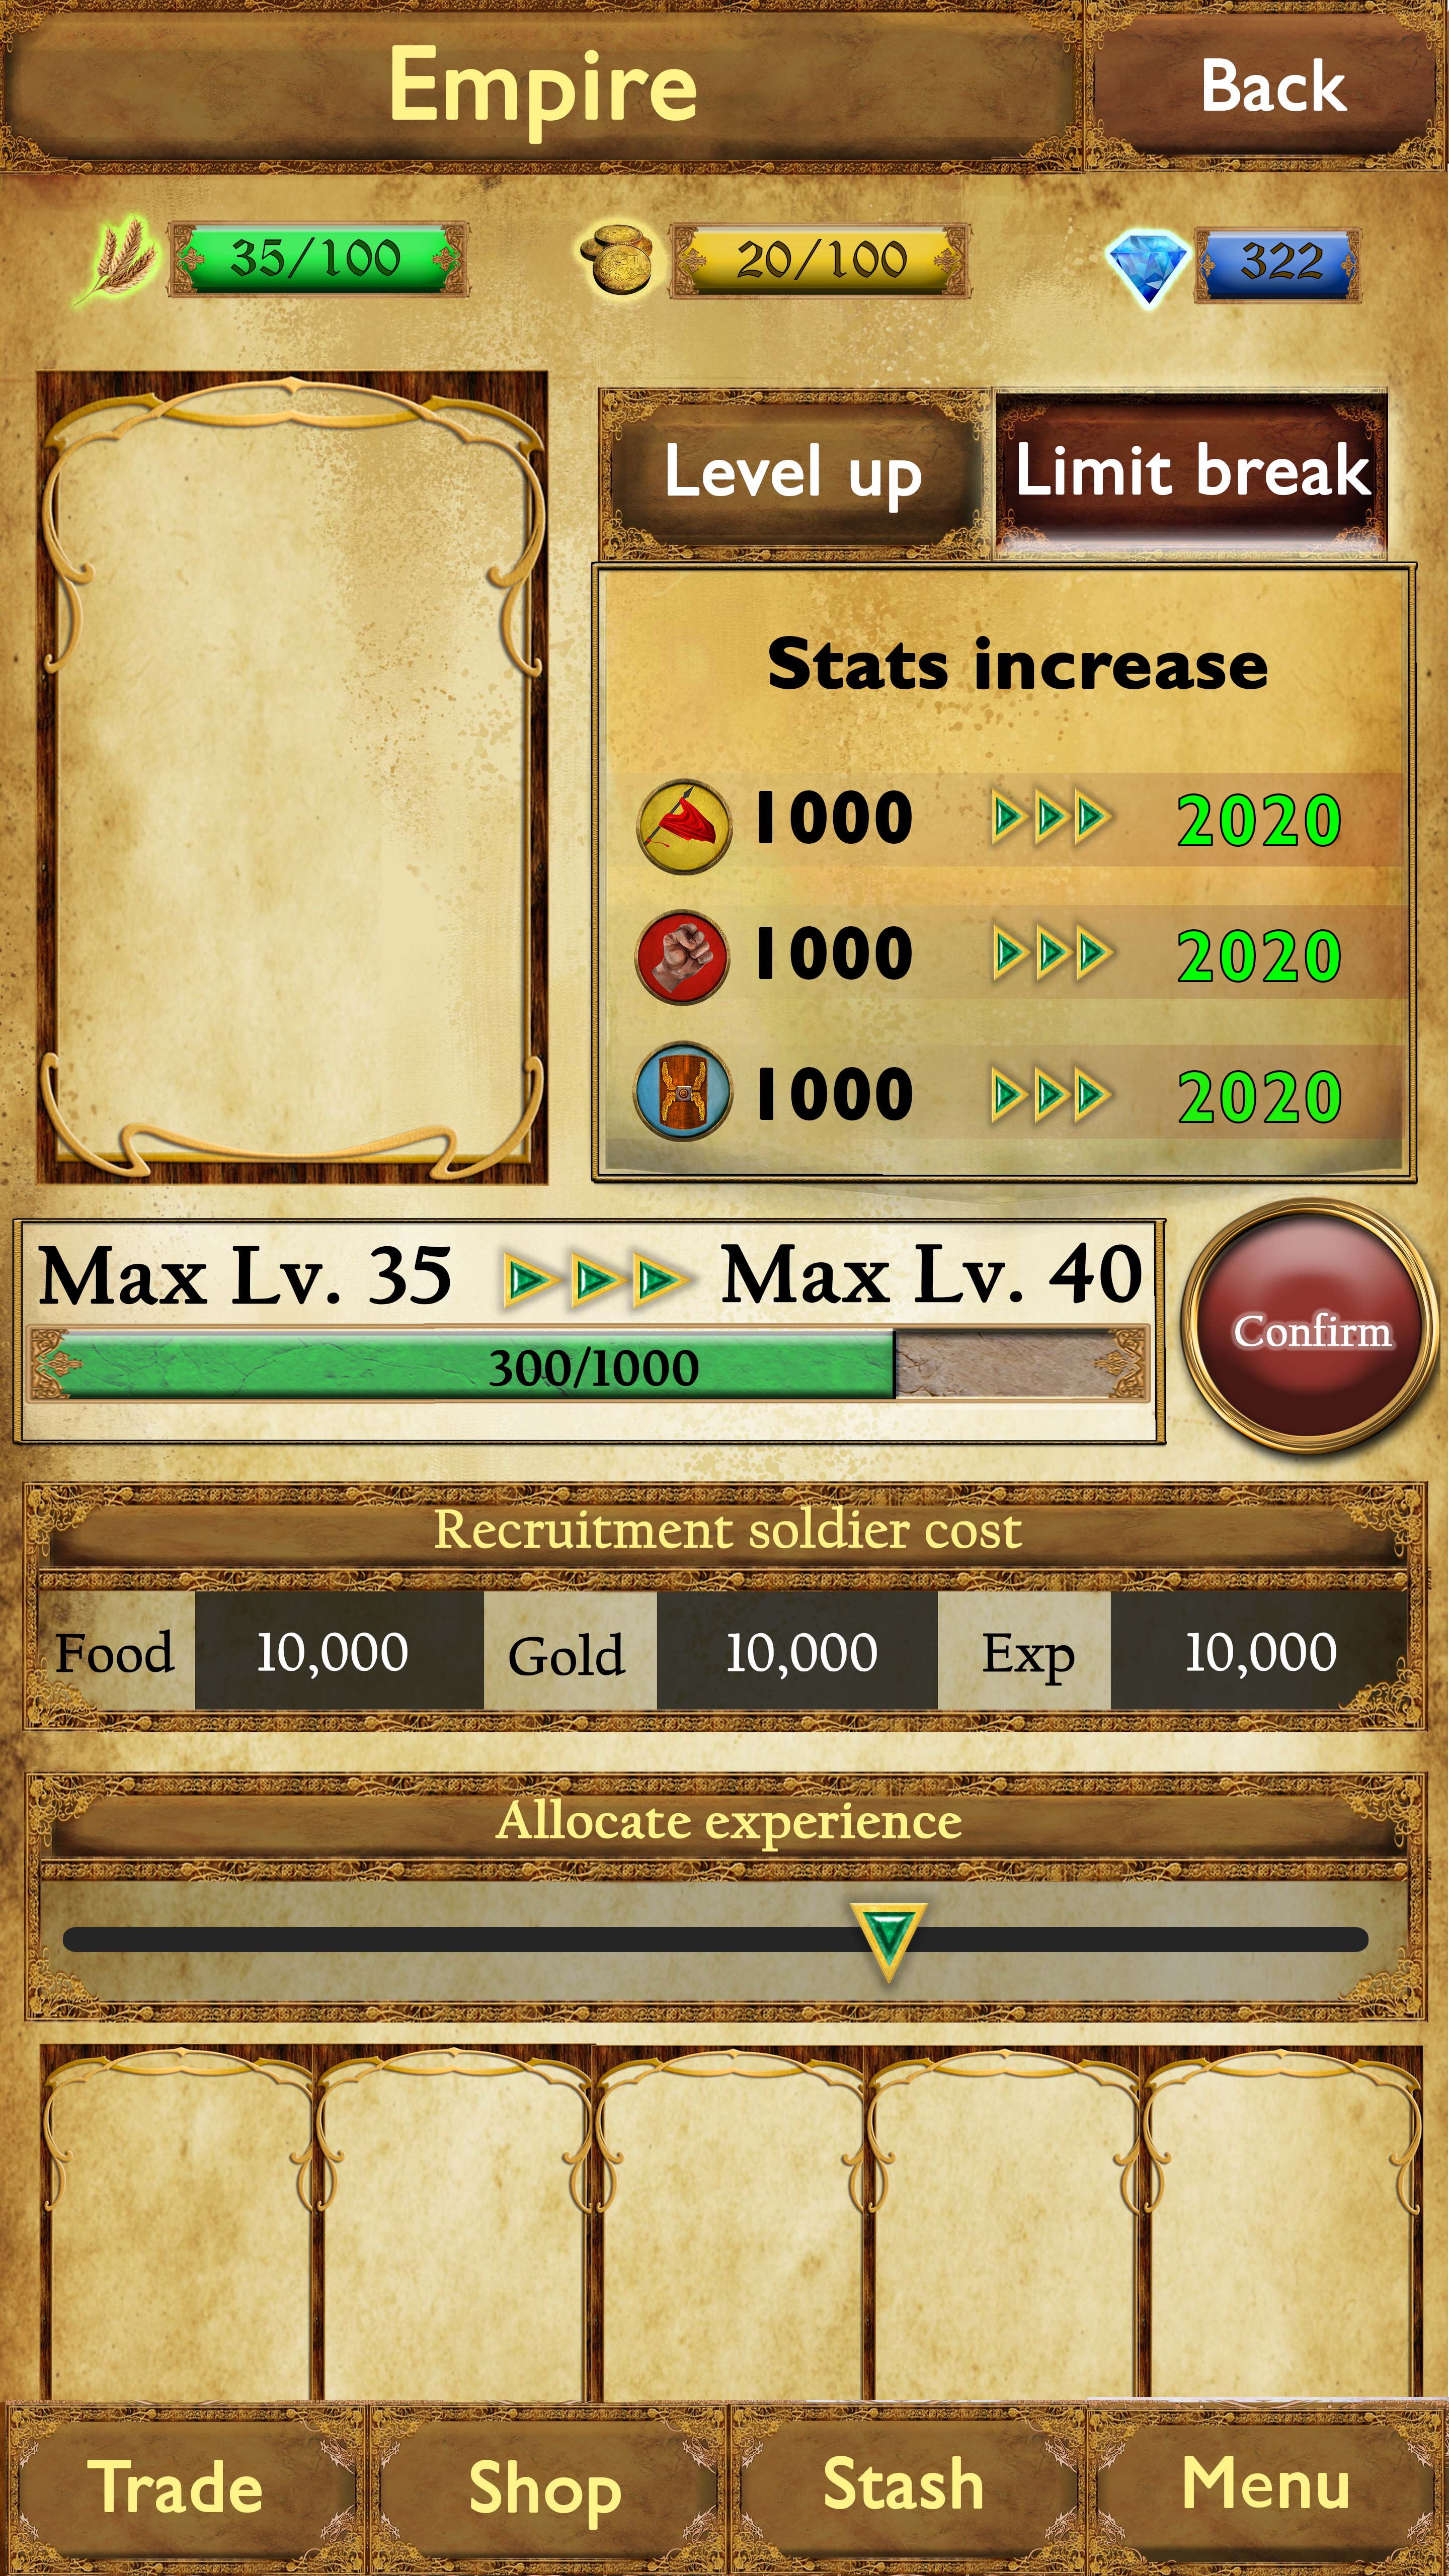 Empire
Back
35/100
20/100
322
Level up
Limit break
Stats increase
1000 2020
1000 2020
1000 2020
Max Lv. 35 Max Lv. 40
300/1000
Confirm
Recruitment soldier cost
Food 10,000 Gold 10,000 Exp 10,000
Allocate experience
Trade
Shop
Stash
Menu